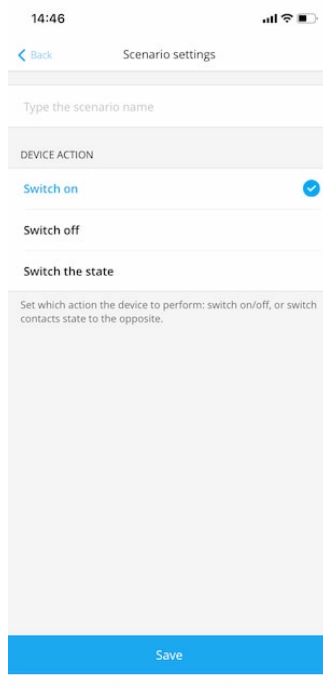 14:46
Back
Scenario settings
Type the scenario name
DEVICE ACTION
Switch on
Switch off
Switch the state
Set which action the device to perform: switch on/off, or switch
contacts state to the opposite.
Save